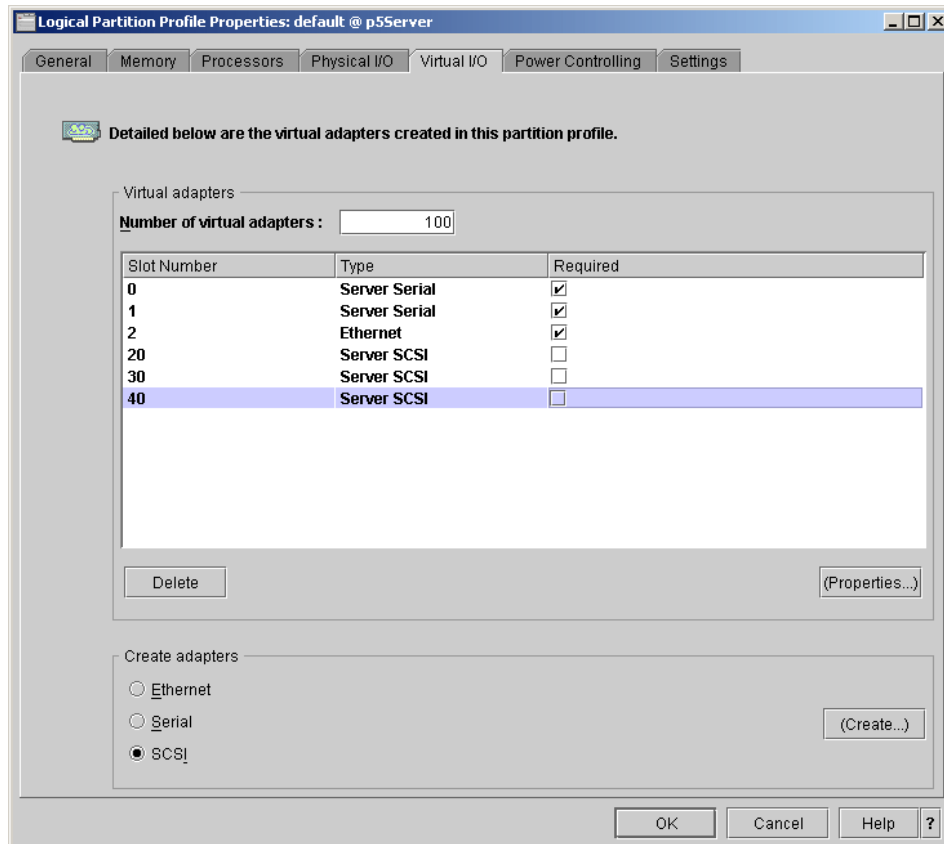 Logical Partition Profile Properties: default @ p5Server
General Memory Processors Physical I/O Virtual I/O Power Controlling Settings
Detailed below are the virtual adapters created in this partition profile.
Virtual adapters
Number of virtual adapters : 100
Slot Number Type Required
0 Server Serial
1 Server Serial
2 Ethernet
20 Server SCSI
30 Server SCSI
40 Server SCSI
Delete (Properties...)
Create adapters
Ethernet
Serial
(Create...)
SCSI
OK Cancel Help ?